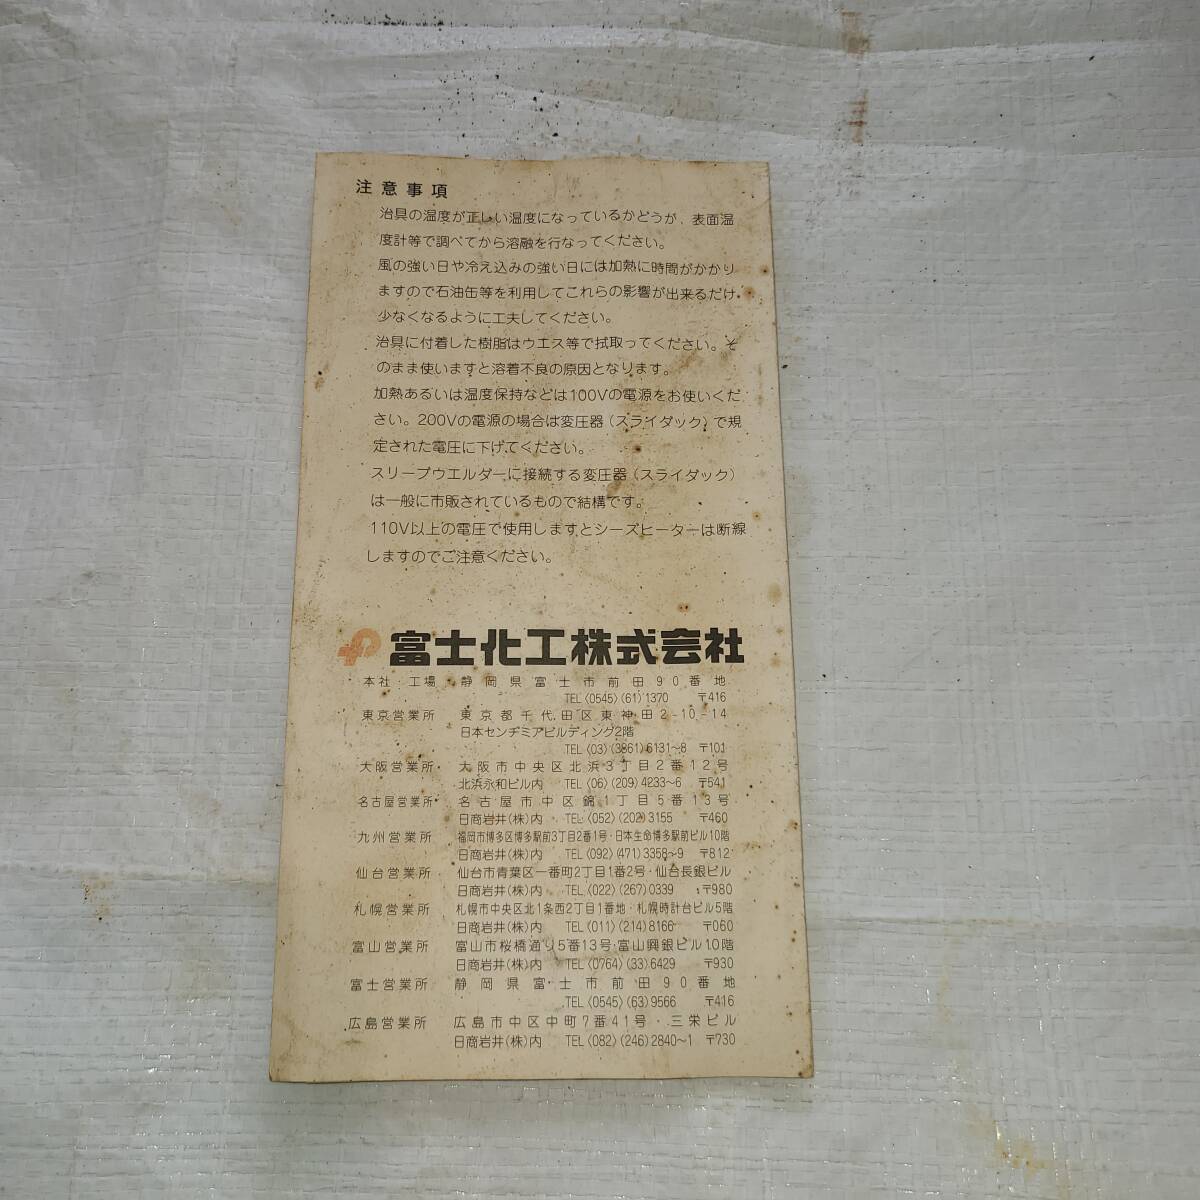 注意事項
治具の温度が正しい温度になっているかどうか、表面温
度計等で調べてから溶融を行なってください。
風の強い日や冷え込みの強い日には加熱に時間がかかり
ますので石油缶等を利用してこれらの影響が出来るだけ
少なくなるように工夫してください。
治具に付着した樹脂はウエス等で拭取ってください。そ
のまま使いますと溶着不良の原因となります。
加熱あるいは温度保持などは100Vの電源をお使いくだ
さい。200Vの電源の場合は変圧器(スライダック)で規
定された電圧に下げてください。
スリーブウエルダーに接続する変圧器(スライダック)
は一般に市販されているもので結構です。
110V以上の電圧で使用しますとシーズヒーターは断線
しますのでご注意ください。
富士化工株式会社
本社・工場 静岡県富士市前田90番地
TEL〈0545〉(61)1370 〒416
東京営業所 東京都千代田区東神田2-10-14
日本センヂミアビルディング2階
TEL〈03〉(3861)6131〜8 〒101
大阪営業所 大阪市中央区北浜3丁目2番12号
北浜永和ビル内 TEL〈06〉(209)4233〜6 〒541
名古屋営業所 名古屋市中区錦1丁目5番13号
日商岩井(株)内 TEL〈052〉(202)3155 〒460
九州営業所 福岡市博多区博多駅前3丁目2番1号・日本生命博多駅前ビル10階
日商岩井(株)内 TEL〈092〉(471)3358〜9 〒812
仙台営業所 仙台市青葉区一番町2丁目1番2号・仙台長銀ビル
日商岩井(株)内 TEL〈022〉(267)0339 〒980
札幌営業所 札幌市中央区北1条西2丁目1番地・札幌時計台ビル5階
日商岩井(株)内 TEL〈011〉(214)8166 〒060
富山営業所 富山市桜橋通り5番13号・富山興銀ビル10階
日商岩井(株)内 TEL〈0764〉(33)6429 〒930
富士営業所 静岡県富士市前田90番地
TEL〈0545〉(63)9566 〒416
広島営業所 広島市中区中町7番41号・三栄ビル
日商岩井(株)内 TEL〈082〉(246)2840〜1 〒730